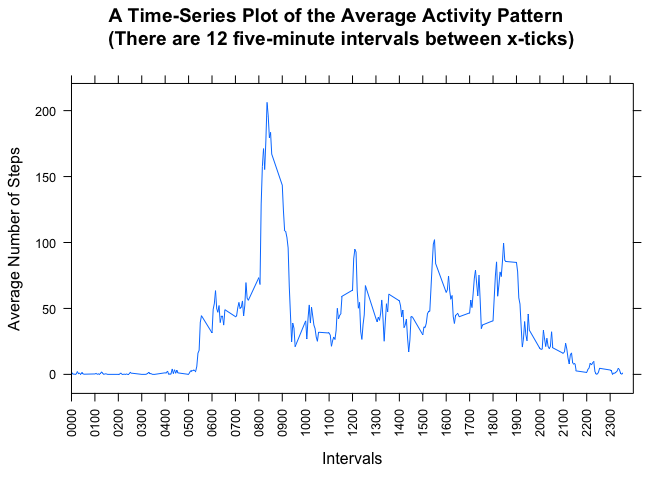 A Time-Series Plot of the Average Activity Pattern
(There are 12 five-minute intervals between x-ticks)
Average Number of Steps
200
150
100
50
0
0000 0100 0200 0300 0400 0500 0600 0700 0800 0900 1000 1100 1200 1300 1400 1500 1600 1700 1800 1900 2000 2100 2200 2300
Intervals